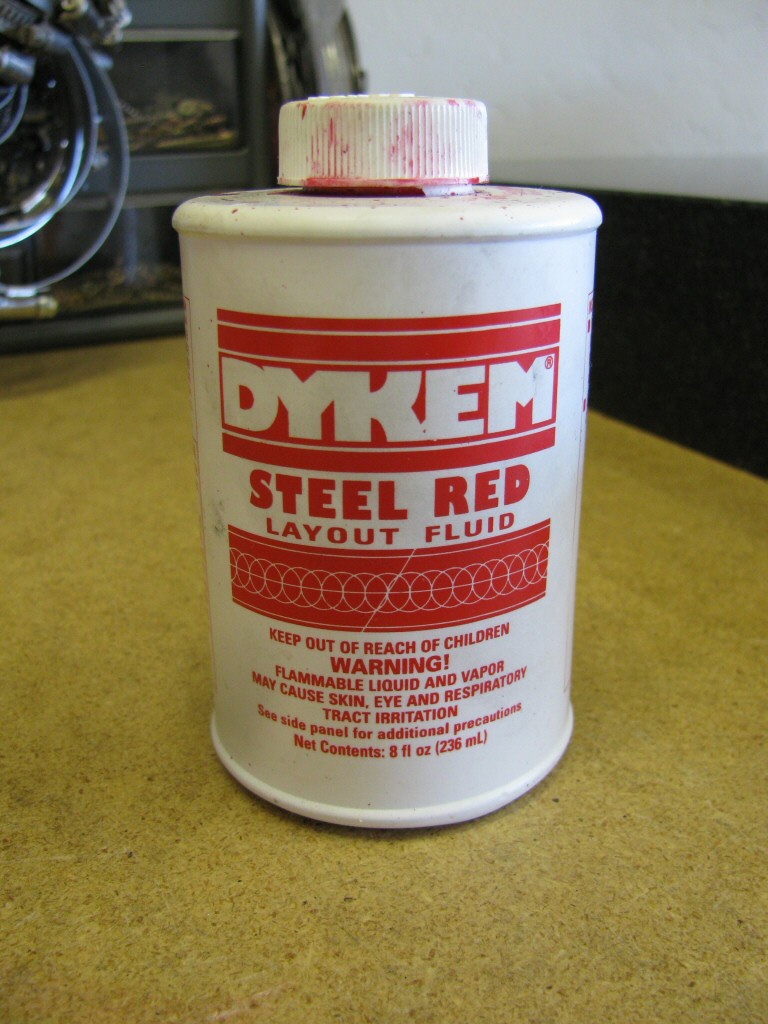 DYKEM®
STEEL RED
LAYOUT FLUID
KEEP OUT OF REACH OF CHILDREN
WARNING!
FLAMMABLE LIQUID AND VAPOR
MAY CAUSE SKIN, EYE AND RESPIRATORY
TRACT IRRITATION
See side panel for additional precautions
Net Contents: 8 fl oz (236 mL)